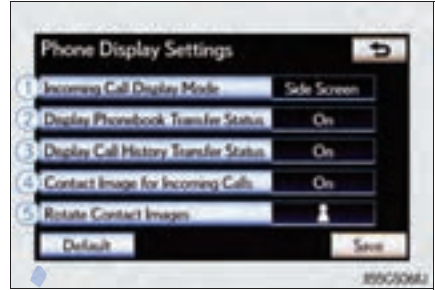 Phone Display Settings
1 Incoming Call Display Mode Side Screen
2 Display Phonebook Transfer Status On
3 Display Call History Transfer Status On
4 Contact Image for Incoming Calls On
5 Rotate Contact Images
Default Save